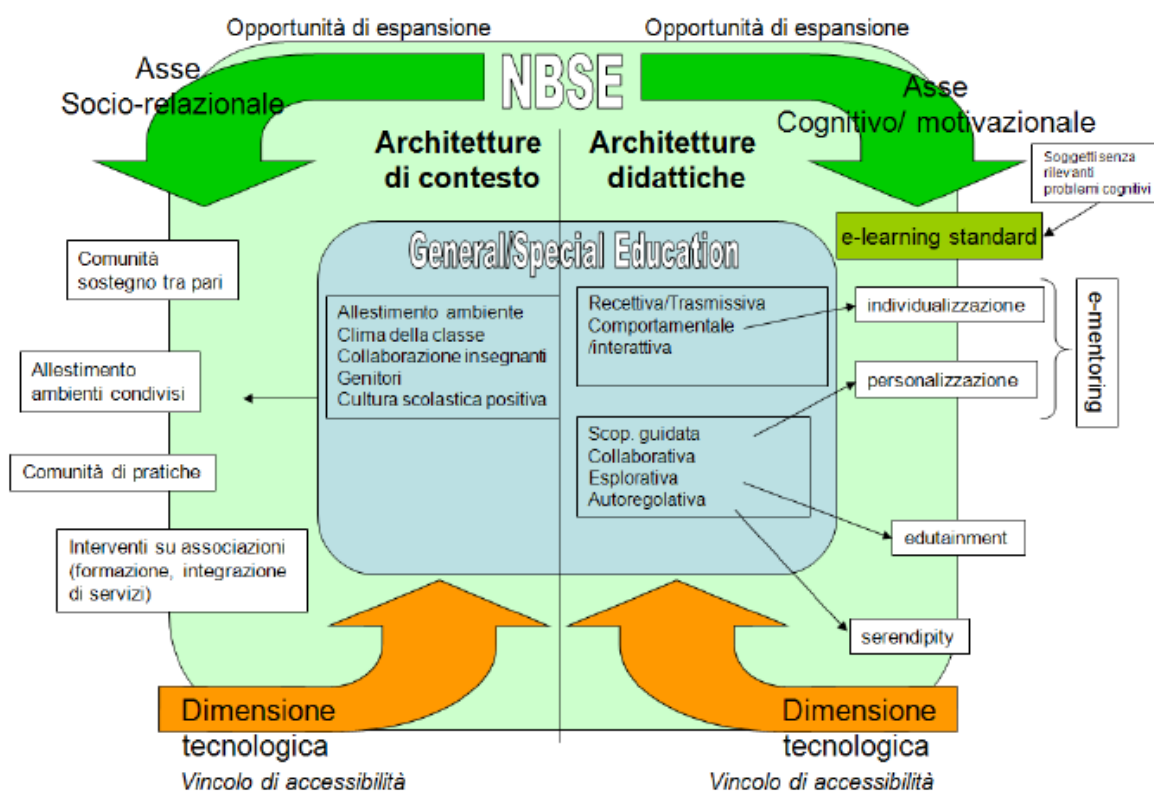 Opportunità di espansione
Opportunità di espansione
NBSE
Asse
Socio-relazionale
Asse
Cognitivo/ motivazionale
Architetture
di contesto
Architetture
didattiche
Soggetti senza
rilevanti
problemi cognitivi
e-learning standard
General/Special Education
Comunità
sostegno tra pari
Allestimento ambiente
Clima della classe
Collaborazione insegnanti
Genitori
Cultura scolastica positiva
Recettiva/Trasmissiva
Comportamentale
/interattiva
individualizzazione
personalizzazione
e-mentoring
Allestimento
ambienti condivisi
Scop. guidata
Collaborativa
Esplorativa
Autoregolativa
Comunità di pratiche
Interventi su associazioni
(formazione, integrazione
di servizi)
edutainment
serendipity
Dimensione
tecnologica
Vincolo di accessibilità
Dimensione
tecnologica
Vincolo di accessibilità